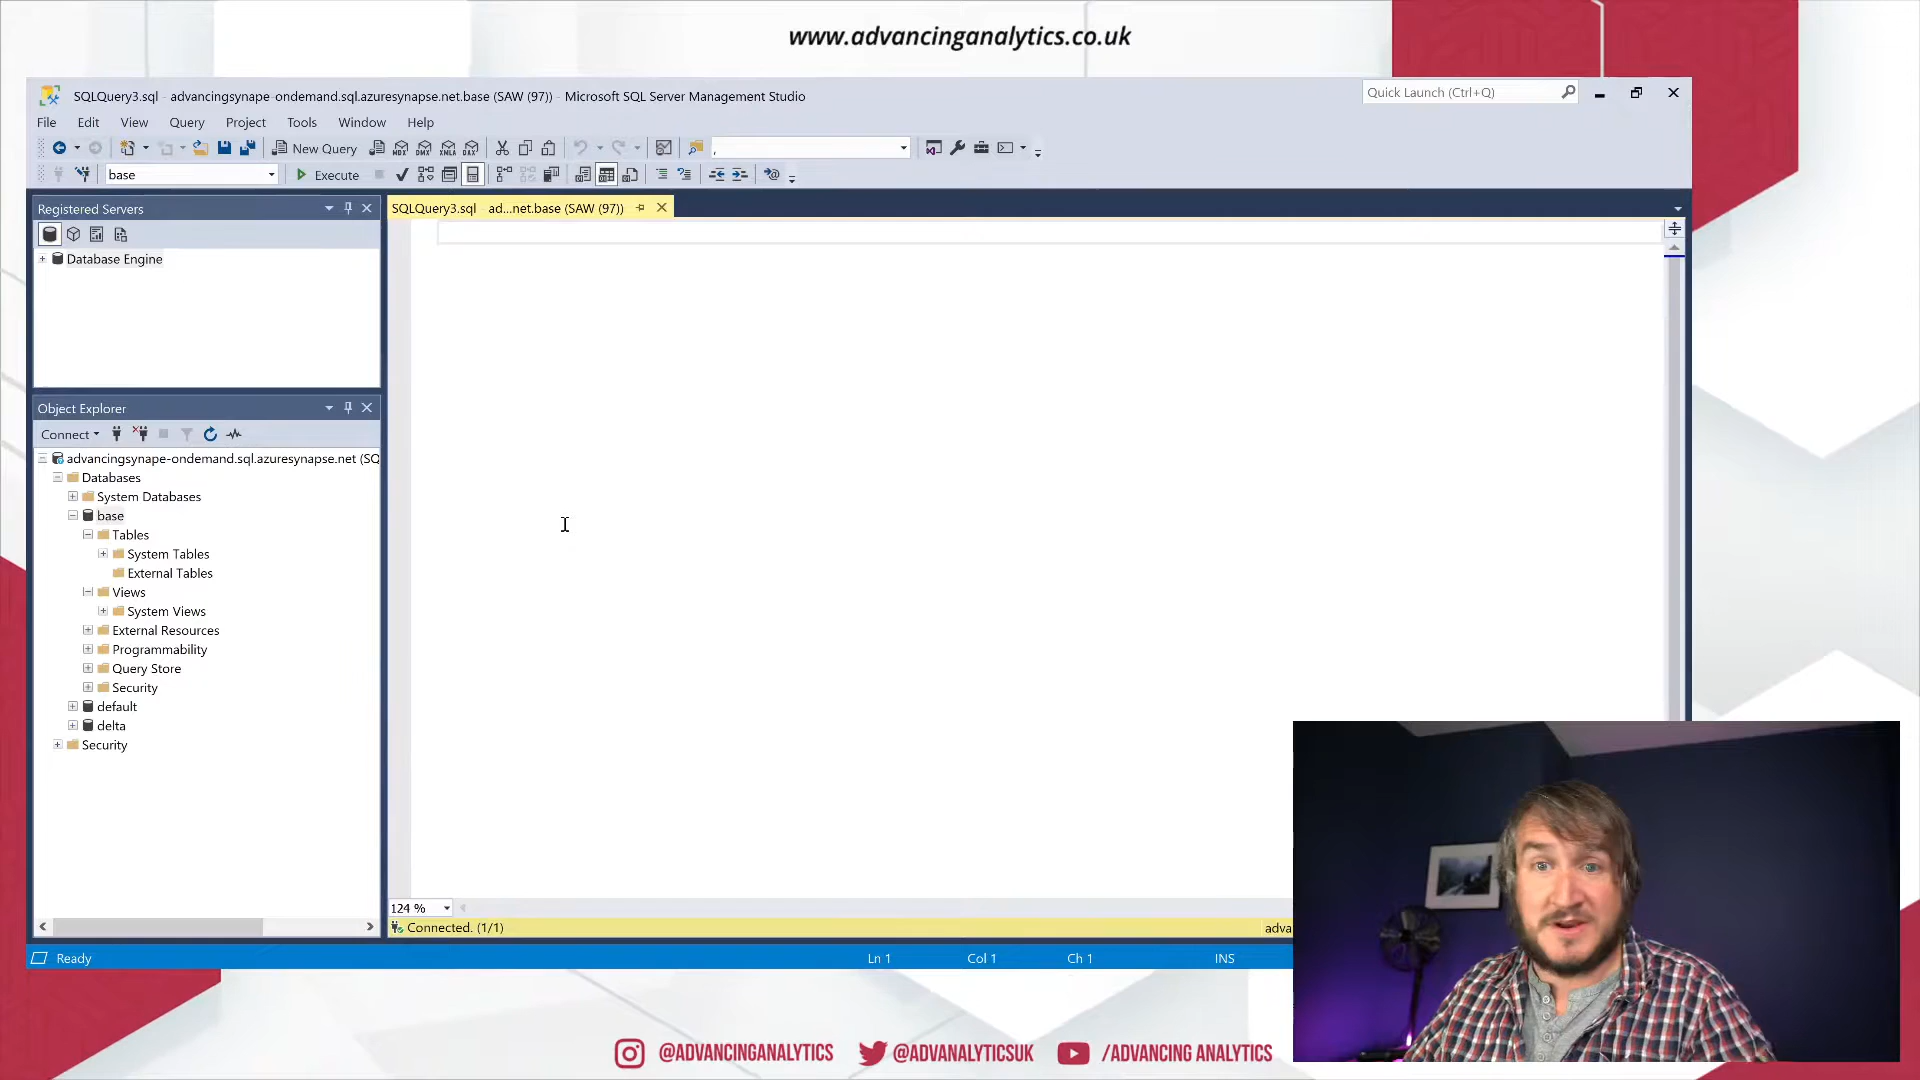 www.advancinganalytics.co.uk
SQLQuery3.sql - advancingsynape-ondemand.sql.azuresynapse.net.base (SAW (97)) - Microsoft SQL Server Management Studio
Quick Launch (Ctrl+Q)
File Edit View Query Project Tools Window Help
New Query
MDX DMX XMLA DAX
,
base
Execute
Registered Servers
Database Engine
SQLQuery3.sql - ad...net.base (SAW (97))
Object Explorer
Connect
advancingsynape-ondemand.sql.azuresynapse.net (SQ
Databases
System Databases
base
Tables
System Tables
External Tables
Views
System Views
External Resources
Programmability
Query Store
Security
default
delta
Security
124 %
Connected. (1/1)
adva
Ready
Ln 1
Col 1
Ch 1
INS
@ADVANCINGANALYTICS
@ADVANALYTICSUK
/ADVANCING ANALYTICS